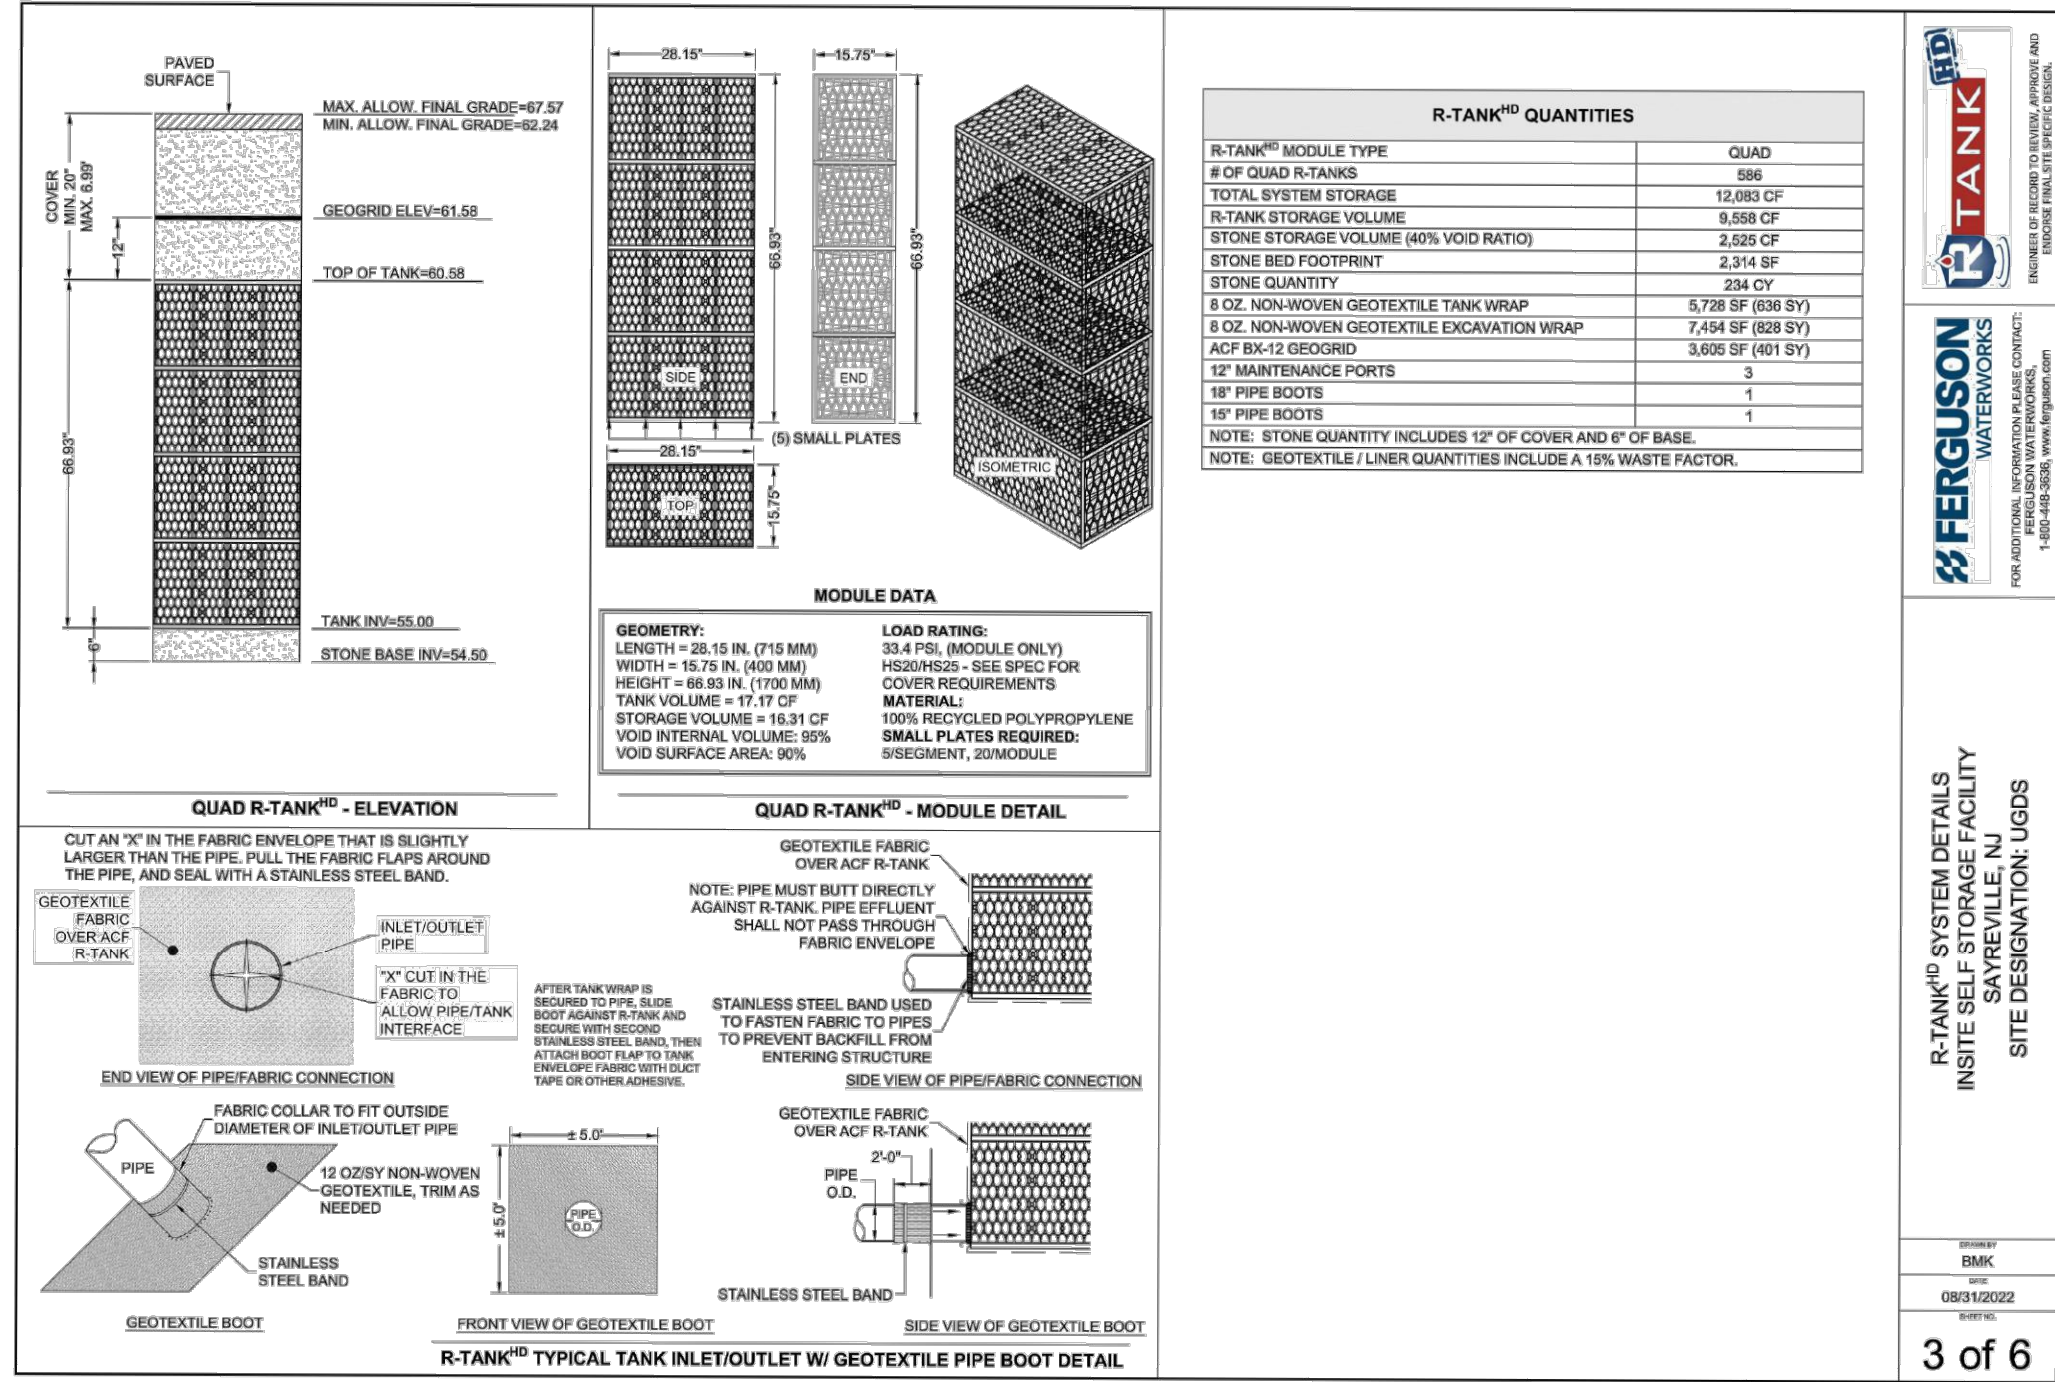 PAVED
SURFACE
MAX. ALLOW. FINAL GRADE=67.57
MIN. ALLOW. FINAL GRADE=62.24
COVER
MIN. 20"
MAX. 6.99'
12"
GEOGRID ELEV=61.58
TOP OF TANK=60.58
66.93"
TANK INV=55.00
6"
STONE BASE INV=54.50
QUAD R-TANKHD - ELEVATION
28.15"
15.75"
66.93"
66.93"
SIDE
END
(5) SMALL PLATES
28.15"
TOP
15.75"
ISOMETRIC
MODULE DATA
GEOMETRY:
LENGTH = 28.15 IN. (715 MM)
WIDTH = 15.75 IN. (400 MM)
HEIGHT = 66.93 IN. (1700 MM)
TANK VOLUME = 17.17 CF
STORAGE VOLUME = 16.31 CF
VOID INTERNAL VOLUME: 95%
VOID SURFACE AREA: 90%
LOAD RATING:
33.4 PSI, (MODULE ONLY)
HS20/HS25 - SEE SPEC FOR
COVER REQUIREMENTS
MATERIAL:
100% RECYCLED POLYPROPYLENE
SMALL PLATES REQUIRED:
5/SEGMENT, 20/MODULE
QUAD R-TANKHD - MODULE DETAIL
R-TANKHD QUANTITIES
R-TANKHD MODULE TYPE QUAD
# OF QUAD R-TANKS 586
TOTAL SYSTEM STORAGE 12,083 CF
R-TANK STORAGE VOLUME 9,558 CF
STONE STORAGE VOLUME (40% VOID RATIO) 2,525 CF
STONE BED FOOTPRINT 2,314 SF
STONE QUANTITY 234 CY
8 OZ. NON-WOVEN GEOTEXTILE TANK WRAP 5,728 SF (636 SY)
8 OZ. NON-WOVEN GEOTEXTILE EXCAVATION WRAP 7,454 SF (828 SY)
ACF BX-12 GEOGRID 3,605 SF (401 SY)
12" MAINTENANCE PORTS 3
18" PIPE BOOTS 1
15" PIPE BOOTS 1
NOTE: STONE QUANTITY INCLUDES 12" OF COVER AND 6" OF BASE.
NOTE: GEOTEXTILE / LINER QUANTITIES INCLUDE A 15% WASTE FACTOR.
CUT AN "X" IN THE FABRIC ENVELOPE THAT IS SLIGHTLY
LARGER THAN THE PIPE. PULL THE FABRIC FLAPS AROUND
THE PIPE, AND SEAL WITH A STAINLESS STEEL BAND.
GEOTEXTILE
FABRIC
OVER ACF
R-TANK
INLET/OUTLET
PIPE
"X" CUT IN THE
FABRIC TO
ALLOW PIPE/TANK
INTERFACE
END VIEW OF PIPE/FABRIC CONNECTION
AFTER TANK WRAP IS
SECURED TO PIPE, SLIDE
BOOT AGAINST R-TANK AND
SECURE WITH SECOND
STAINLESS STEEL BAND, THEN
ATTACH BOOT FLAP TO TANK
ENVELOPE FABRIC WITH DUCT
TAPE OR OTHER ADHESIVE.
GEOTEXTILE FABRIC
OVER ACF R-TANK
NOTE: PIPE MUST BUTT DIRECTLY
AGAINST R-TANK. PIPE EFFLUENT
SHALL NOT PASS THROUGH
FABRIC ENVELOPE
STAINLESS STEEL BAND USED
TO FASTEN FABRIC TO PIPES
TO PREVENT BACKFILL FROM
ENTERING STRUCTURE
SIDE VIEW OF PIPE/FABRIC CONNECTION
FABRIC COLLAR TO FIT OUTSIDE
DIAMETER OF INLET/OUTLET PIPE
PIPE
12 OZ/SY NON-WOVEN
GEOTEXTILE, TRIM AS
NEEDED
STAINLESS
STEEL BAND
GEOTEXTILE BOOT
± 5.0'
± 5.0'
PIPE
O.D.
FRONT VIEW OF GEOTEXTILE BOOT
GEOTEXTILE FABRIC
OVER ACF R-TANK
2'-0"
PIPE
O.D.
STAINLESS STEEL BAND
SIDE VIEW OF GEOTEXTILE BOOT
R-TANKHD TYPICAL TANK INLET/OUTLET W/ GEOTEXTILE PIPE BOOT DETAIL
R TANK HD
ENGINEER OF RECORD TO REVIEW, APPROVE AND
ENDORSE FINAL SITE SPECIFIC DESIGN.
FERGUSON
WATERWORKS
FOR ADDITIONAL INFORMATION PLEASE CONTACT:
FERGUSON WATERWORKS,
1-800-448-3636, www.ferguson.com
R-TANKHD SYSTEM DETAILS
INSITE SELF STORAGE FACILITY
SAYREVILLE, NJ
SITE DESIGNATION: UGDS
DRAWN BY
BMK
DATE
08/31/2022
SHEET NO.
3 of 6